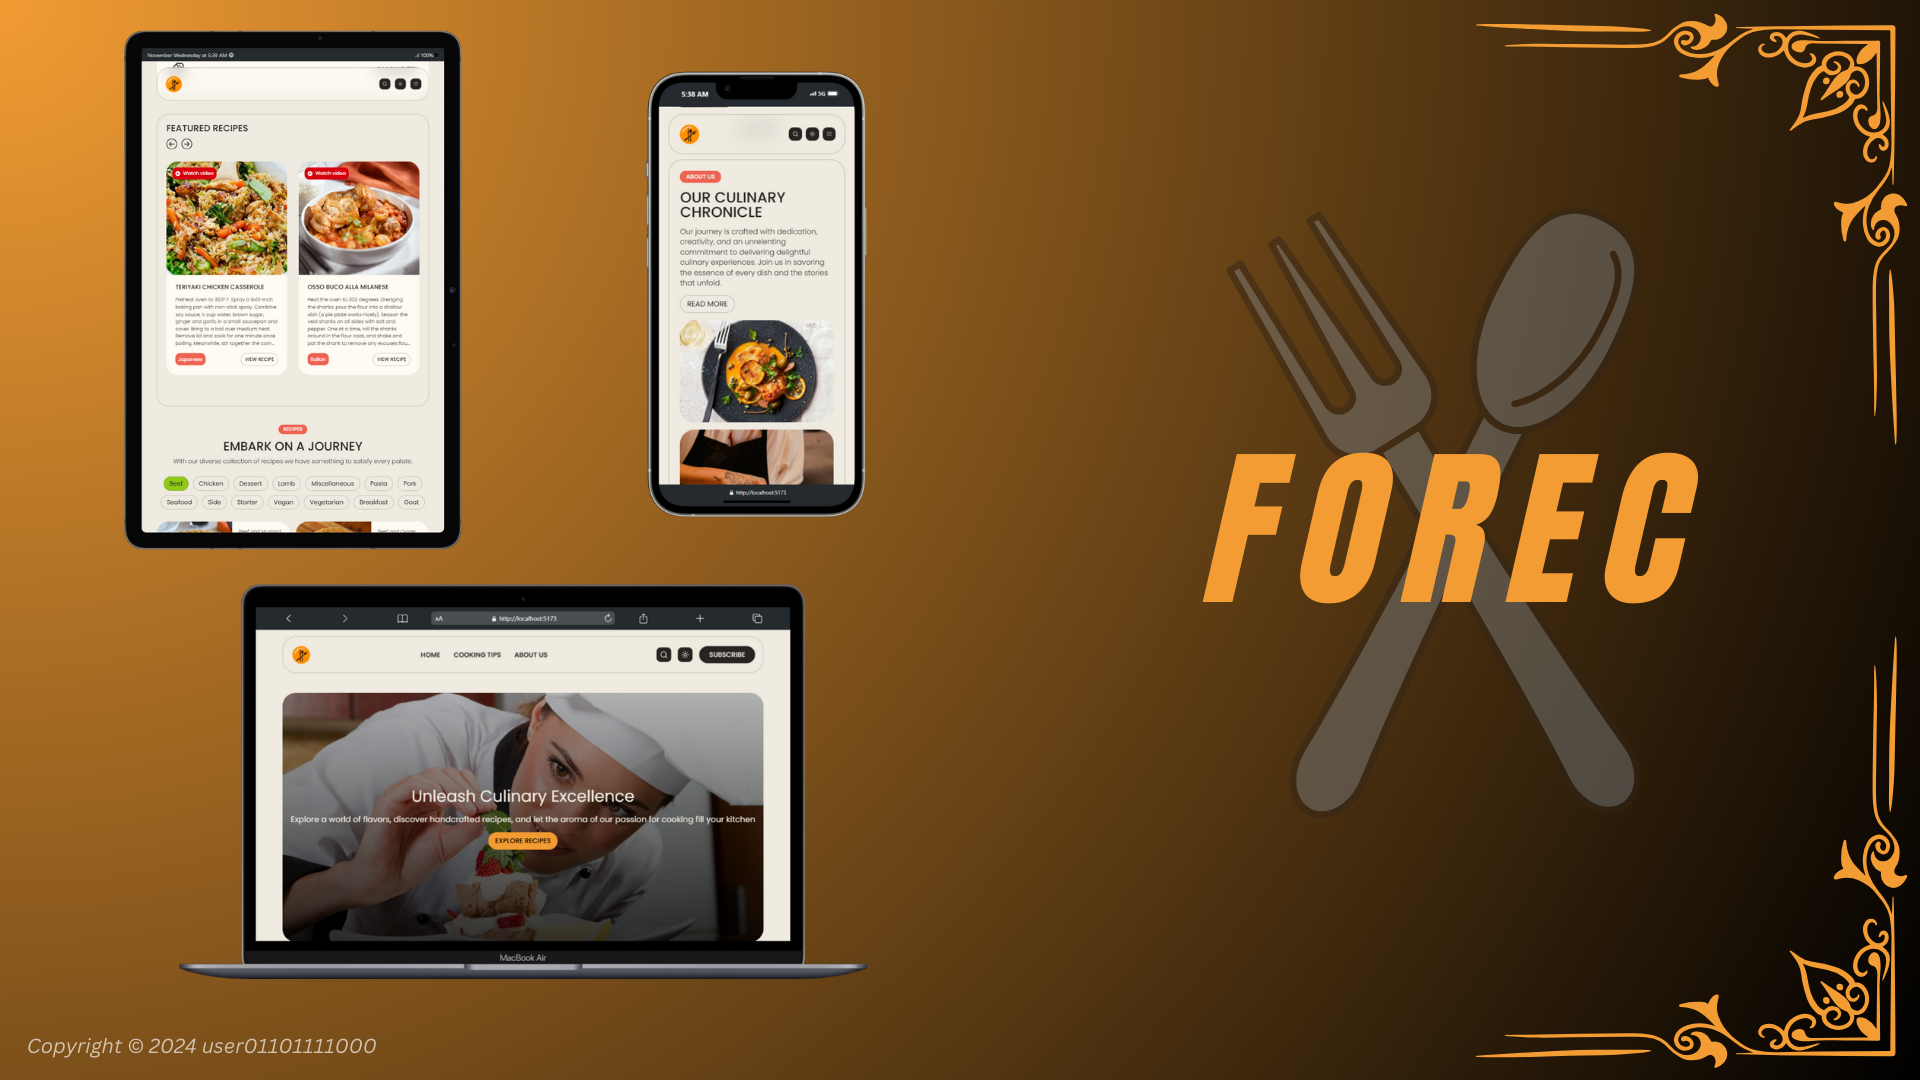 November Wednesday at 5:39 AM
100%
FEATURED RECIPES
Watch video
Watch video
TERIYAKI CHICKEN CASSEROLE
Preheat oven to 350° F. Spray a 9x13-inch
baking pan with non-stick spray. Combine
soy sauce, ½ cup water, brown sugar,
ginger and garlic in a small saucepan and
cover. Bring to a boil over medium heat.
Remove lid and cook for one minute once
boiling. Meanwhile, stir together the corn...
Japanese
VIEW RECIPE
OSSO BUCO ALLA MILANESE
Heat the oven to 300 degrees. Dredging
the shanks: pour the flour into a shallow
dish (a pie plate works nicely). Season the
veal shanks on all sides with salt and
pepper. One at a time, roll the shanks
around in the flour coat, and shake and
pat the shank to remove any excuses flou...
Italian
VIEW RECIPE
RECIPES
EMBARK ON A JOURNEY
With our diverse collection of recipes we have something to satisfy every palate.
Beef Chicken Dessert Lamb Miscellaneous Pasta Pork
Seafood Side Starter Vegan Vegetarian Breakfast Goat
5:38 AM
5G
ABOUT US
OUR CULINARY
CHRONICLE
Our journey is crafted with dedication,
creativity, and an unrelenting
commitment to delivering delightful
culinary experiences. Join us in savoring
the essence of every dish and the stories
that unfold.
READ MORE
http://localhost:5173
AA
http://localhost:5173
HOME COOKING TIPS ABOUT US
SUBSCRIBE
Unleash Culinary Excellence
Explore a world of flavors, discover handcrafted recipes, and let the aroma of our passion for cooking fill your kitchen
EXPLORE RECIPES
MacBook Air
FOREC
Copyright © 2024 user01101111000